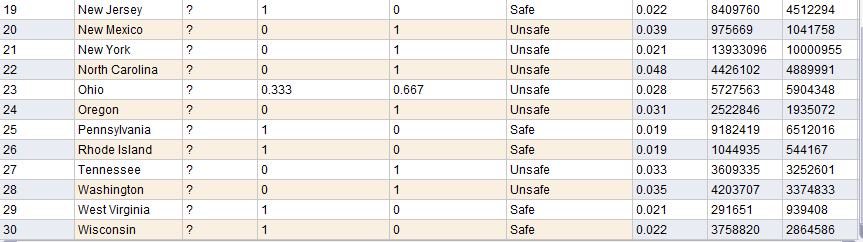 19 New Jersey ? 1 0 Safe 0.022 8409760 4512294
20 New Mexico ? 0 1 Unsafe 0.039 975669 1041758
21 New York ? 0 1 Unsafe 0.021 13933096 10000955
22 North Carolina ? 0 1 Unsafe 0.048 4426102 4889991
23 Ohio ? 0.333 0.667 Unsafe 0.028 5727563 5904348
24 Oregon ? 0 1 Unsafe 0.031 2522846 1935072
25 Pennsylvania ? 1 0 Safe 0.019 9182419 6512016
26 Rhode Island ? 1 0 Safe 0.019 1044935 544167
27 Tennessee ? 0 1 Unsafe 0.033 3609335 3252601
28 Washington ? 0 1 Unsafe 0.035 4203707 3374833
29 West Virginia ? 1 0 Safe 0.021 291651 939408
30 Wisconsin ? 1 0 Safe 0.022 3758820 2864586